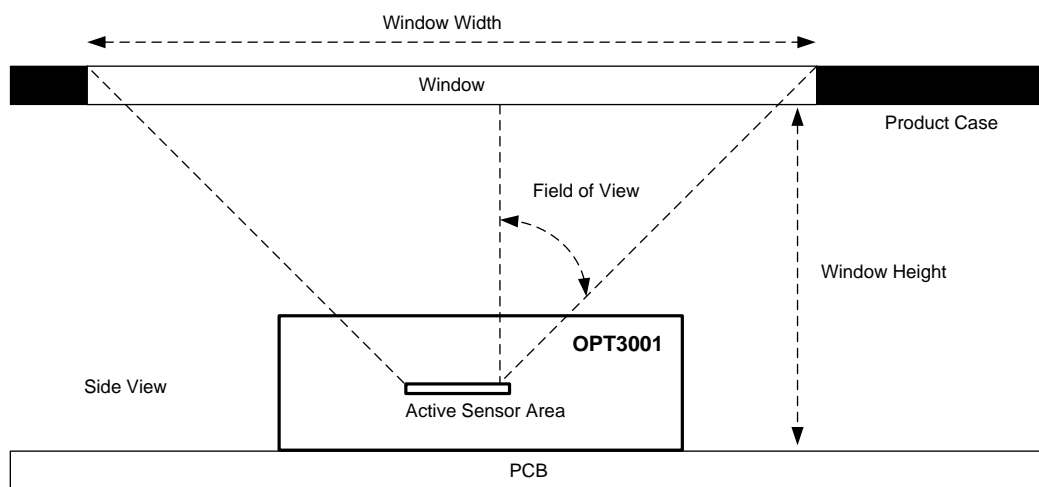 Window Width
Window
Product Case
Field of View
Window Height
OPT3001
Side View
Active Sensor Area
PCB